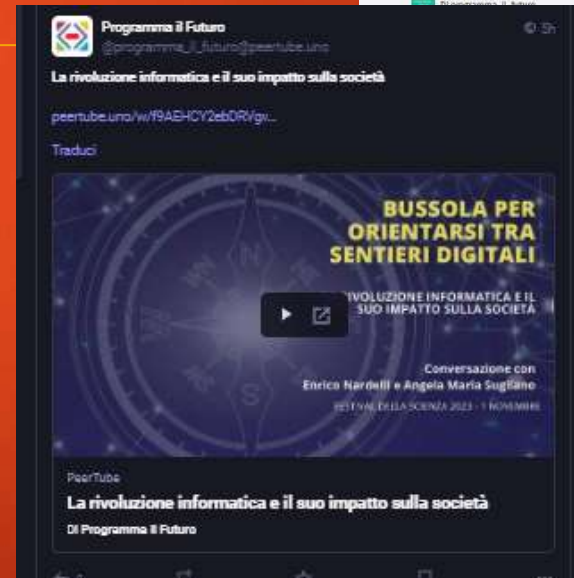 Di programma_il_futuro
Programma il Futuro
5h
@programma_il_futuro@peertube.uno
La rivoluzione informatica e il suo impatto sulla società
peertube.uno/w/f9AEHCY2ebDRVgv...
Traduci
BUSSOLA PER
ORIENTARSI TRA
SENTIERI DIGITALI
IVOLUZIONE INFORMATICA E IL
SUO IMPATTO SULLA SOCIETÀ
Conversazione con
Enrico Nardelli e Angela Maria Sugliano
FESTIVAL DELLA SCIENZA 2023 - 1 NOVEMBRE
PeerTube
La rivoluzione informatica e il suo impatto sulla società
Di Programma Il Futuro